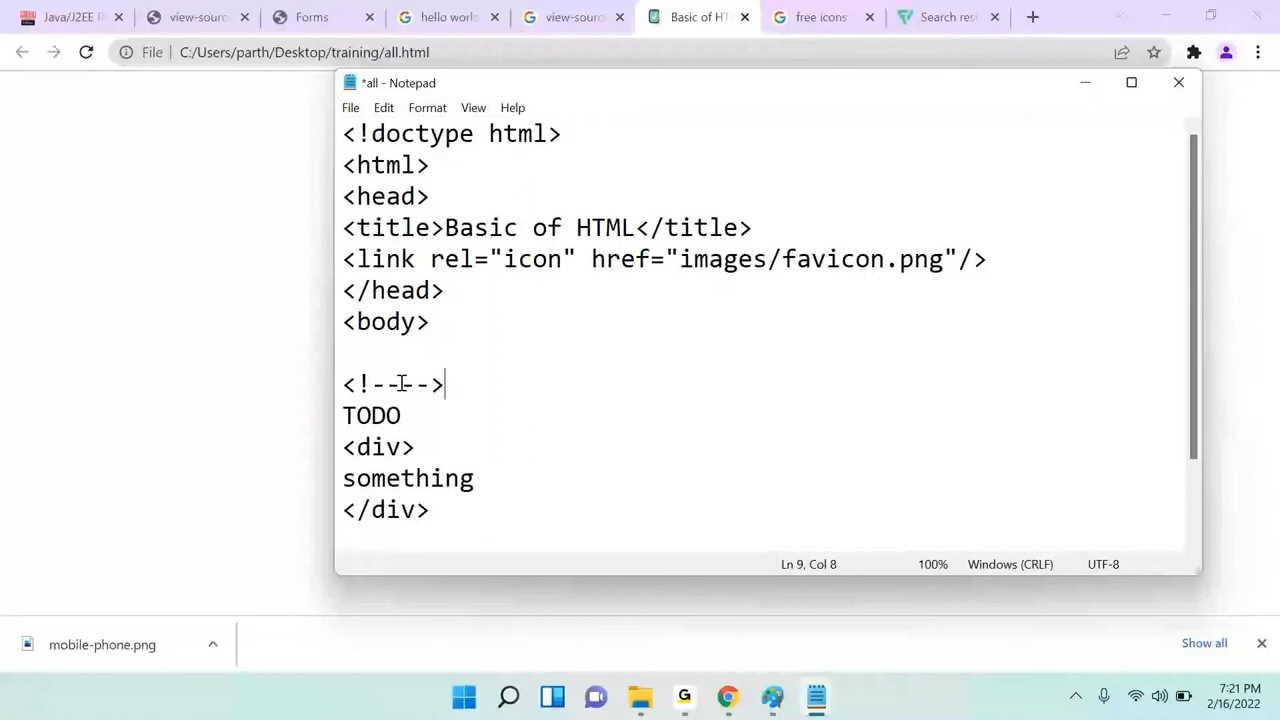 Java/J2EE P
view-sour
Forms
hello wor
view-sour
Basic of HT
free icons
Search res
File
C:/Users/parth/Desktop/training/all.html
*all - Notepad
File Edit Format View Help
<!doctype html>
<html>
<head>
<title>Basic of HTML</title>
<link rel="icon" href="images/favicon.png"/>
</head>
<body>
<!---->
TODO
<div>
something
</div>
Ln 9, Col 8
100%
Windows (CRLF)
UTF-8
mobile-phone.png
Show all
G
7:21 PM
2/16/2022